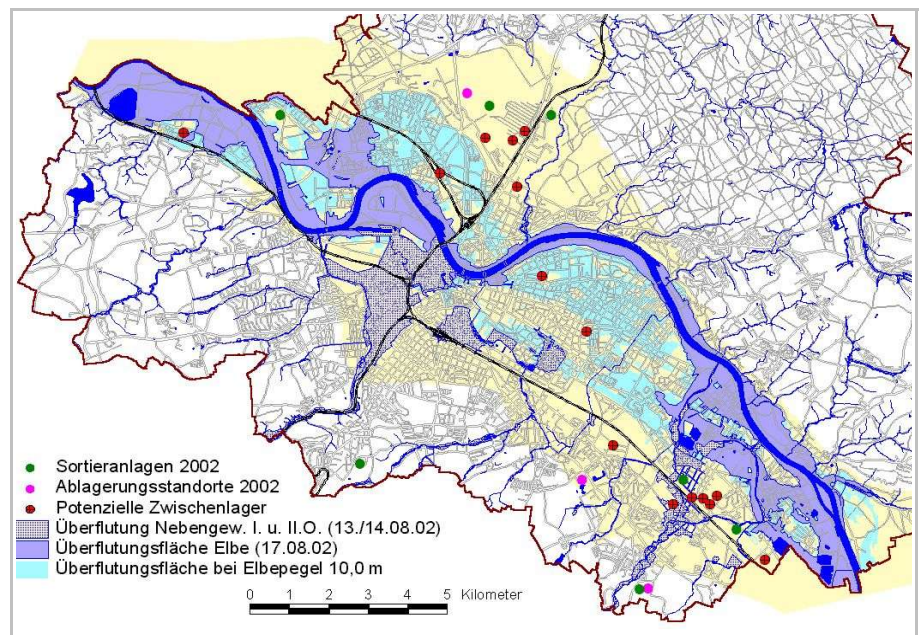 Sortieranlagen 2002
Ablagerungsstandorte 2002
Potenzielle Zwischenlager
Überflutung Nebengew. I. u. II.O. (13./14.08.02)
Überflutungsfläche Elbe (17.08.02)
Überflutungsfläche bei Elbepegel 10,0 m
0 1 2 3 4 5 Kilometer